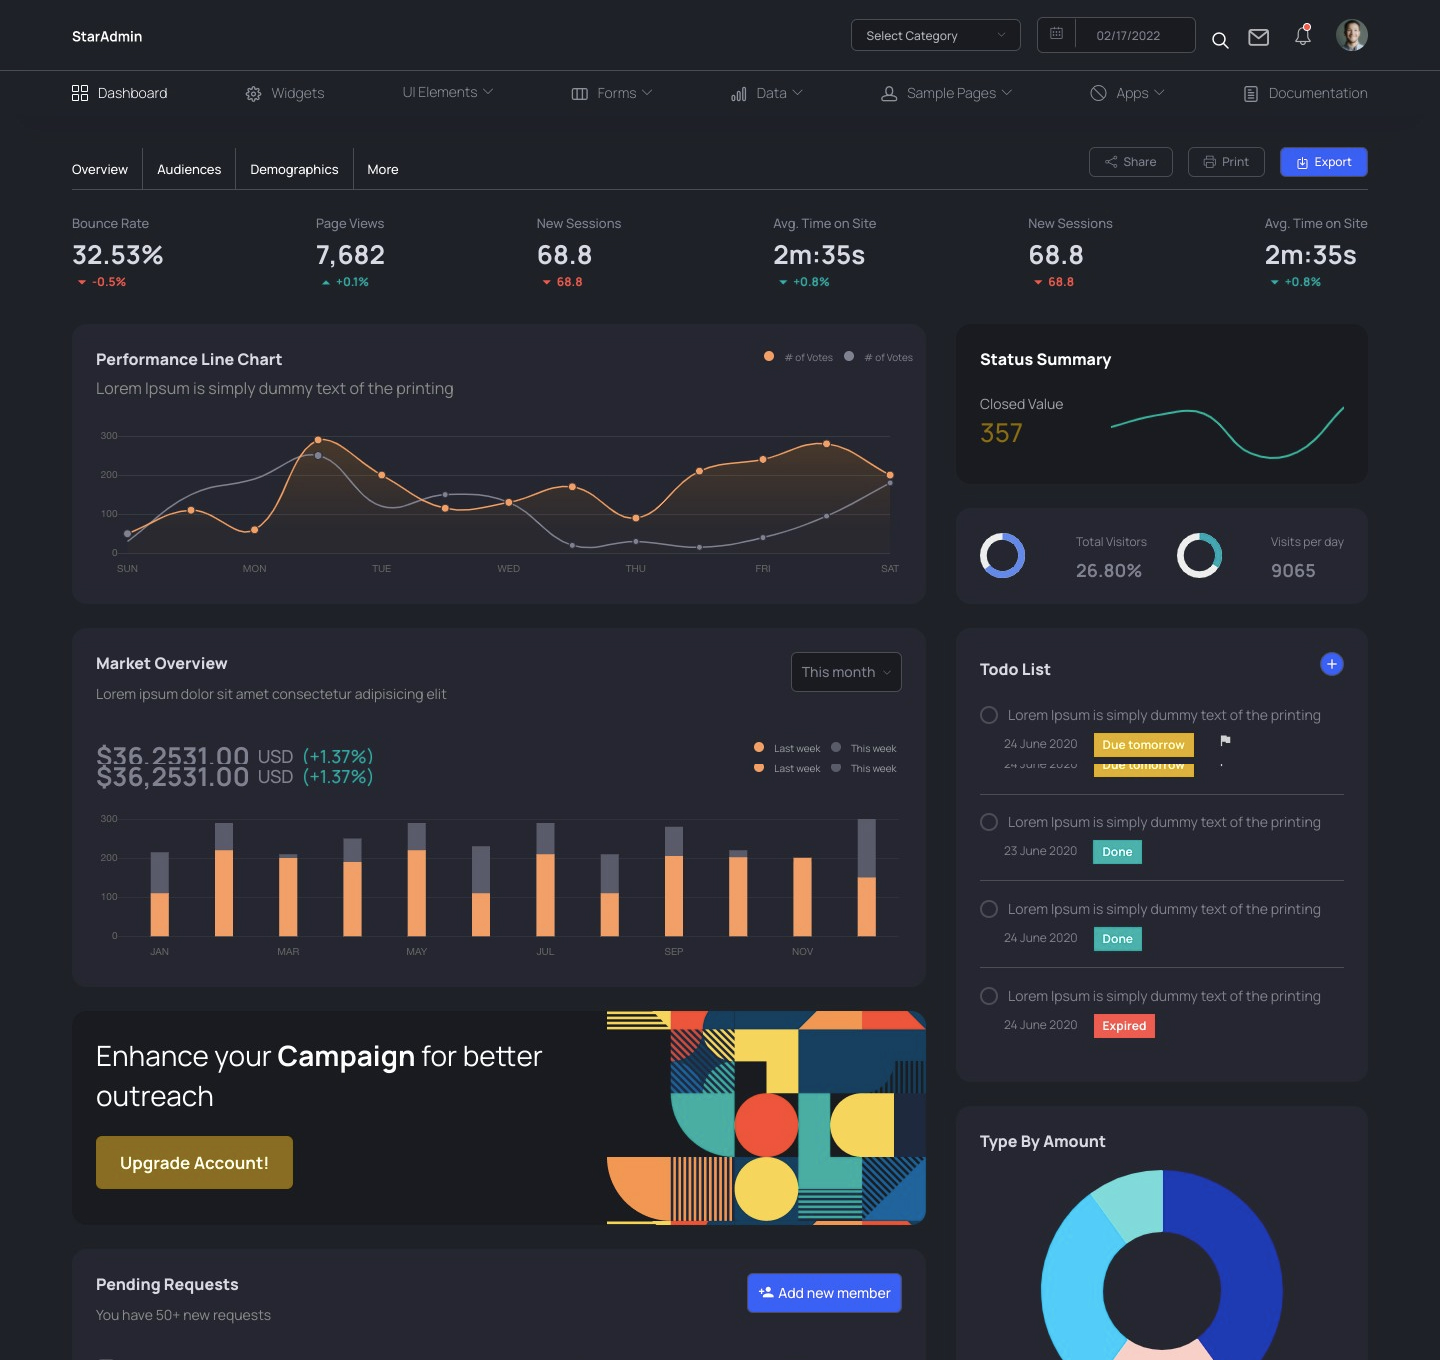 StarAdmin
Select Category
02/17/2022
Dashboard
Widgets
UI Elements
Forms
Data
Sample Pages
Apps
Documentation
Overview
Audiences
Demographics
More
Share
Print
Export
Bounce Rate
32.53%
-0.5%
Page Views
7,682
+0.1%
New Sessions
68.8
68.8
Avg. Time on Site
2m:35s
+0.8%
New Sessions
68.8
68.8
Avg. Time on Site
2m:35s
+0.8%
Performance Line Chart
# of Votes
# of Votes
Lorem Ipsum is simply dummy text of the printing
300
200
100
0
SUN
MON
TUE
WED
THU
FRI
SAT
Status Summary
Closed Value
357
Total Visitors
26.80%
Visits per day
9065
Market Overview
Lorem ipsum dolor sit amet consectetur adipisicing elit
This month
$36,2531.00 USD (+1.37%)
Last week
This week
$36,2531.00 USD (+1.37%)
Last week
This week
300
200
100
0
JAN
MAR
MAY
JUL
SEP
NOV
Todo List
Lorem Ipsum is simply dummy text of the printing
24 June 2020
Due tomorrow
24 June 2020
Due tomorrow
Lorem Ipsum is simply dummy text of the printing
23 June 2020
Done
Lorem Ipsum is simply dummy text of the printing
24 June 2020
Done
Lorem Ipsum is simply dummy text of the printing
24 June 2020
Expired
Enhance your Campaign for better
outreach
Upgrade Account!
Type By Amount
Pending Requests
You have 50+ new requests
Add new member